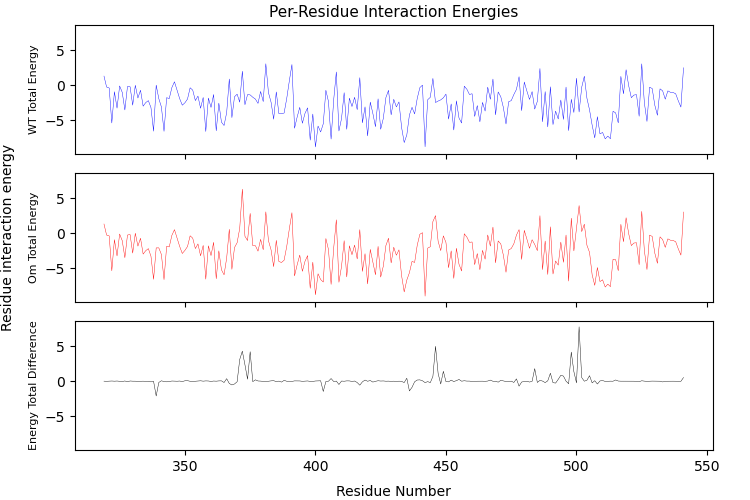 Per-Residue Interaction Energies
Residue interaction energy
WT Total Energy
5
0
−5
Om Total Energy
5
0
−5
Energy Total Difference
5
0
−5
350 400 450 500 550
Residue Number